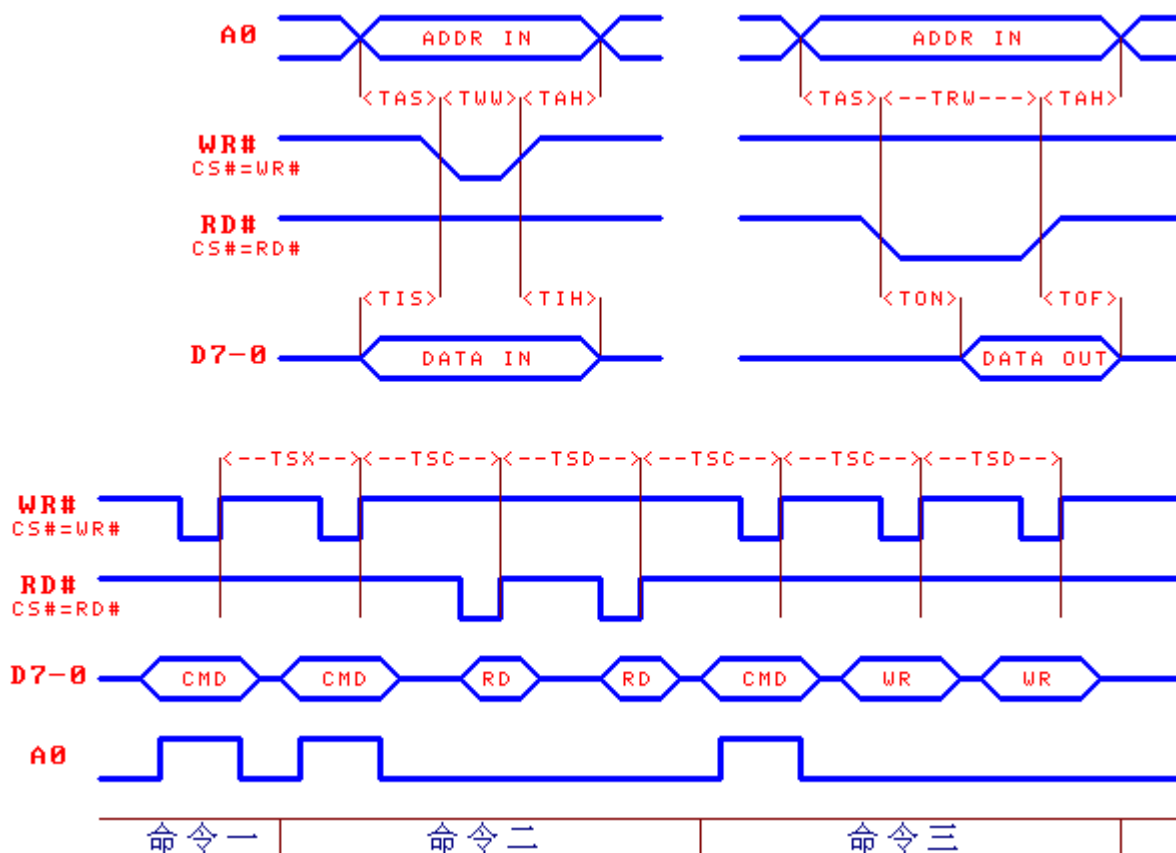 A0 ADDR IN ADDR IN
<TAS><TWW><TAH> <TAS><--TRW---><TAH>
WR#
CS#=WR#
RD#
CS#=RD#
<TIS> <TIH> <TON> <TOF>
D7-0 DATA IN DATA OUT
<--TSX--><--TSC--><--TSD--><--TSC--><--TSC--><--TSD-->
WR#
CS#=WR#
RD#
CS#=RD#
D7-0 CMD CMD RD RD CMD WR WR
A0
命令一 命令二 命令三